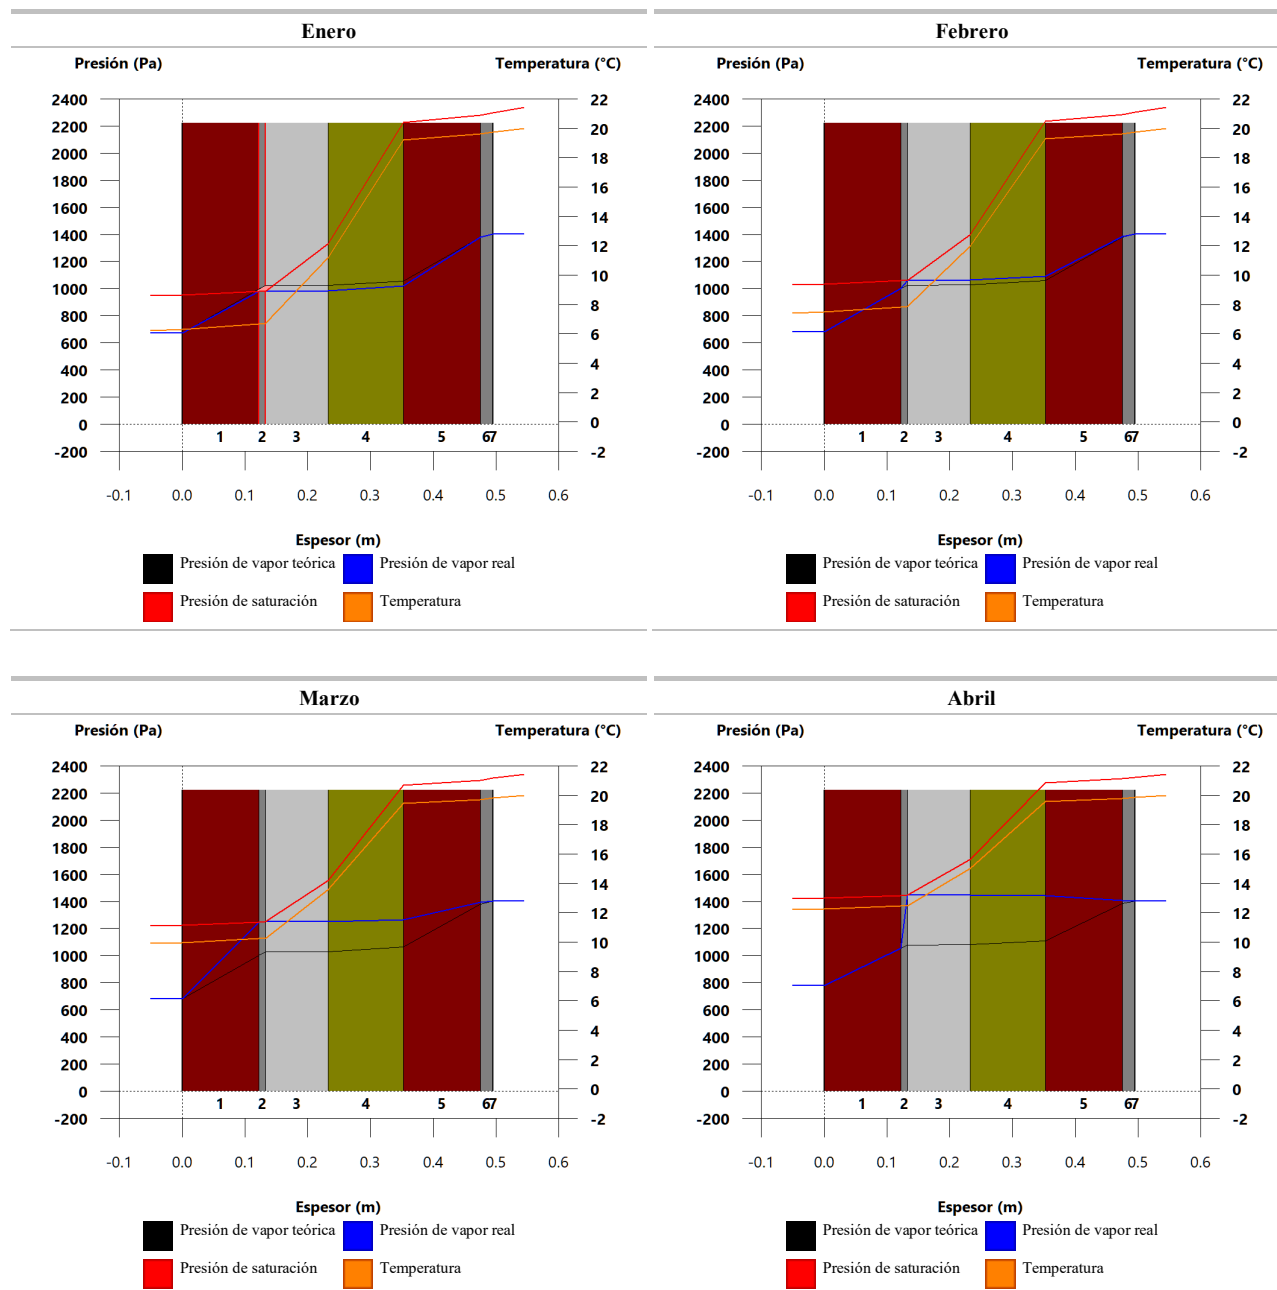 Enero
Presión (Pa) Temperatura (°C)
2400 22
2200 20
2000 18
1800 16
1600 14
1400 12
1200 10
1000 8
800 6
600 4
400 2
200 0
0 -2
-200
1 2 3 4 5 67
-0.1 0.0 0.1 0.2 0.3 0.4 0.5 0.6
Espesor (m)
Presión de vapor teórica Presión de vapor real
Presión de saturación Temperatura
Febrero
Presión (Pa) Temperatura (°C)
2400 22
2200 20
2000 18
1800 16
1600 14
1400 12
1200 10
1000 8
800 6
600 4
400 2
200 0
0 -2
-200
1 2 3 4 5 67
-0.1 0.0 0.1 0.2 0.3 0.4 0.5 0.6
Espesor (m)
Presión de vapor teórica Presión de vapor real
Presión de saturación Temperatura
Marzo
Presión (Pa) Temperatura (°C)
2400 22
2200 20
2000 18
1800 16
1600 14
1400 12
1200 10
1000 8
800 6
600 4
400 2
200 0
0 -2
-200
1 2 3 4 5 67
-0.1 0.0 0.1 0.2 0.3 0.4 0.5 0.6
Espesor (m)
Presión de vapor teórica Presión de vapor real
Presión de saturación Temperatura
Abril
Presión (Pa) Temperatura (°C)
2400 22
2200 20
2000 18
1800 16
1600 14
1400 12
1200 10
1000 8
800 6
600 4
400 2
200 0
0 -2
-200
1 2 3 4 5 67
-0.1 0.0 0.1 0.2 0.3 0.4 0.5 0.6
Espesor (m)
Presión de vapor teórica Presión de vapor real
Presión de saturación Temperatura